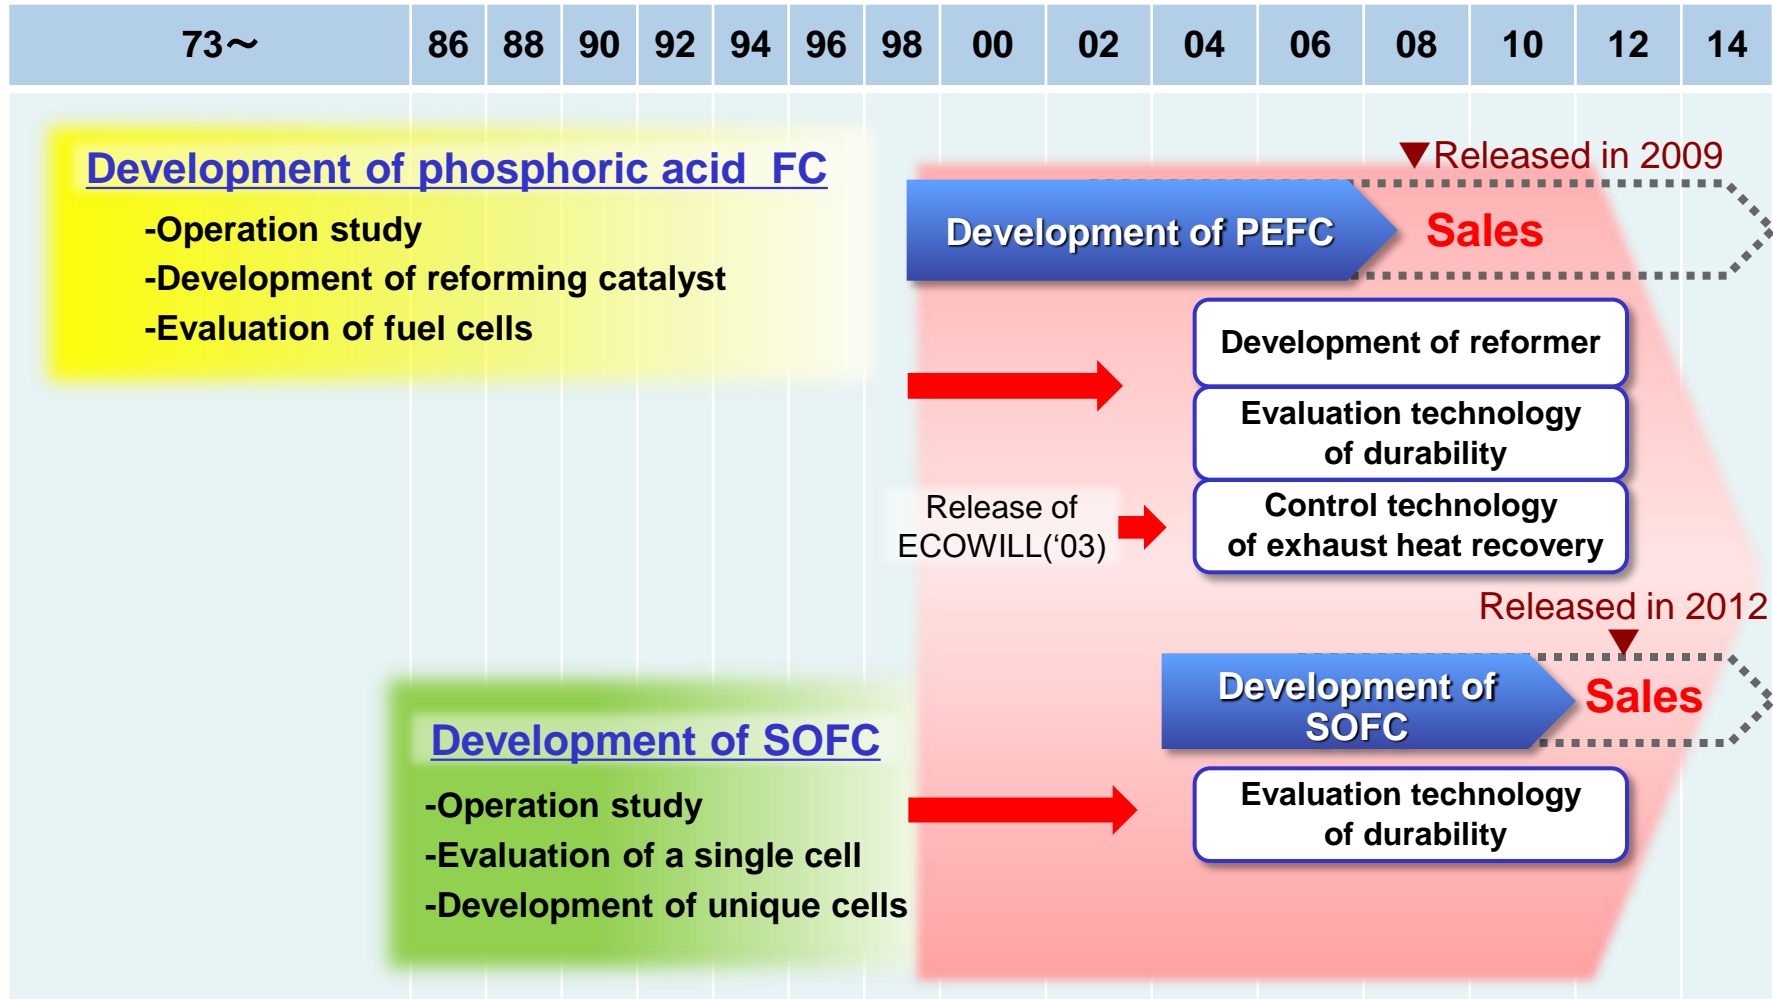 73～ 86 88 90 92 94 96 98 00 02 04 06 08 10 12 14
Development of phosphoric acid FC
-Operation study
-Development of reforming catalyst
-Evaluation of fuel cells
▼Released in 2009
Development of PEFC
Sales
Development of reformer
Evaluation technology
of durability
Release of
ECOWILL(‘03)
Control technology
of exhaust heat recovery
Released in 2012
▼
Development of
SOFC
Sales
Development of SOFC
-Operation study
-Evaluation of a single cell
-Development of unique cells
Evaluation technology
of durability